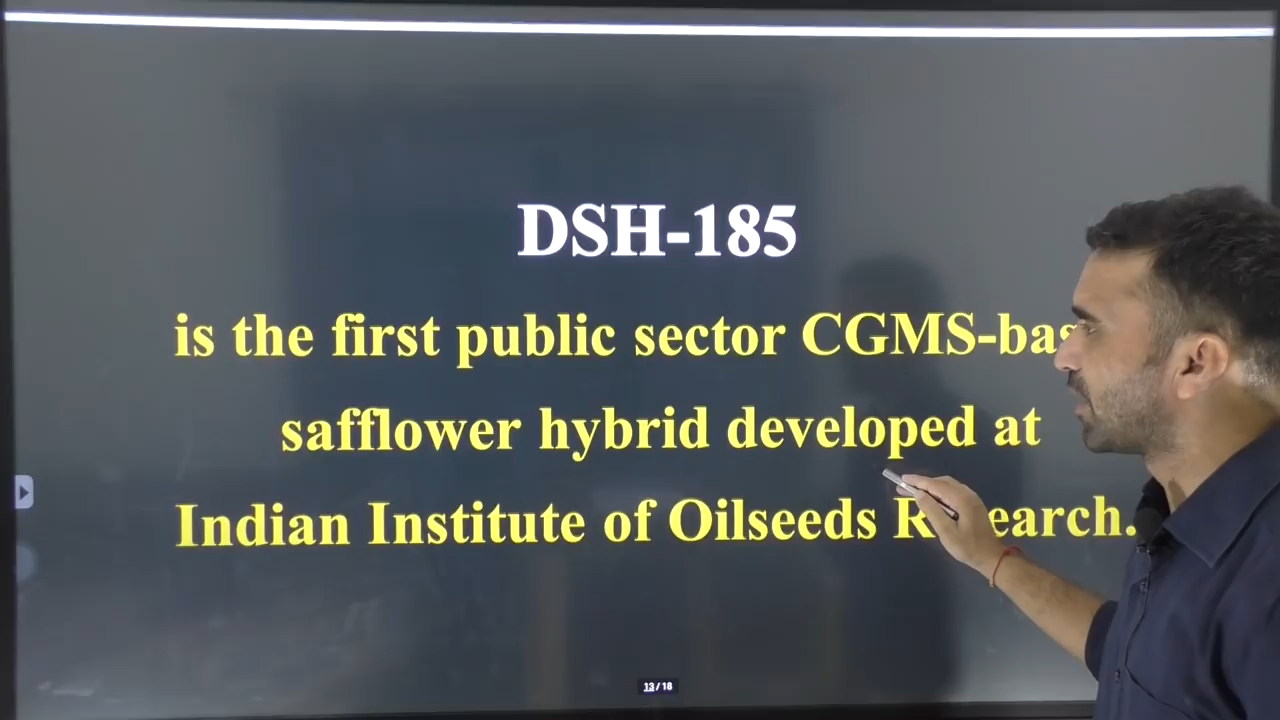 DSH-185
is the first public sector CGMS-bas
safflower hybrid developed at
Indian Institute of Oilseeds Research.
13 / 18